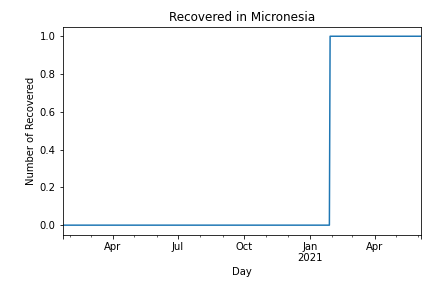 Recovered in Micronesia
1.0
0.8
0.6
0.4
0.2
0.0
Number of Recovered
Apr Jul Oct Jan Apr
2021
Day